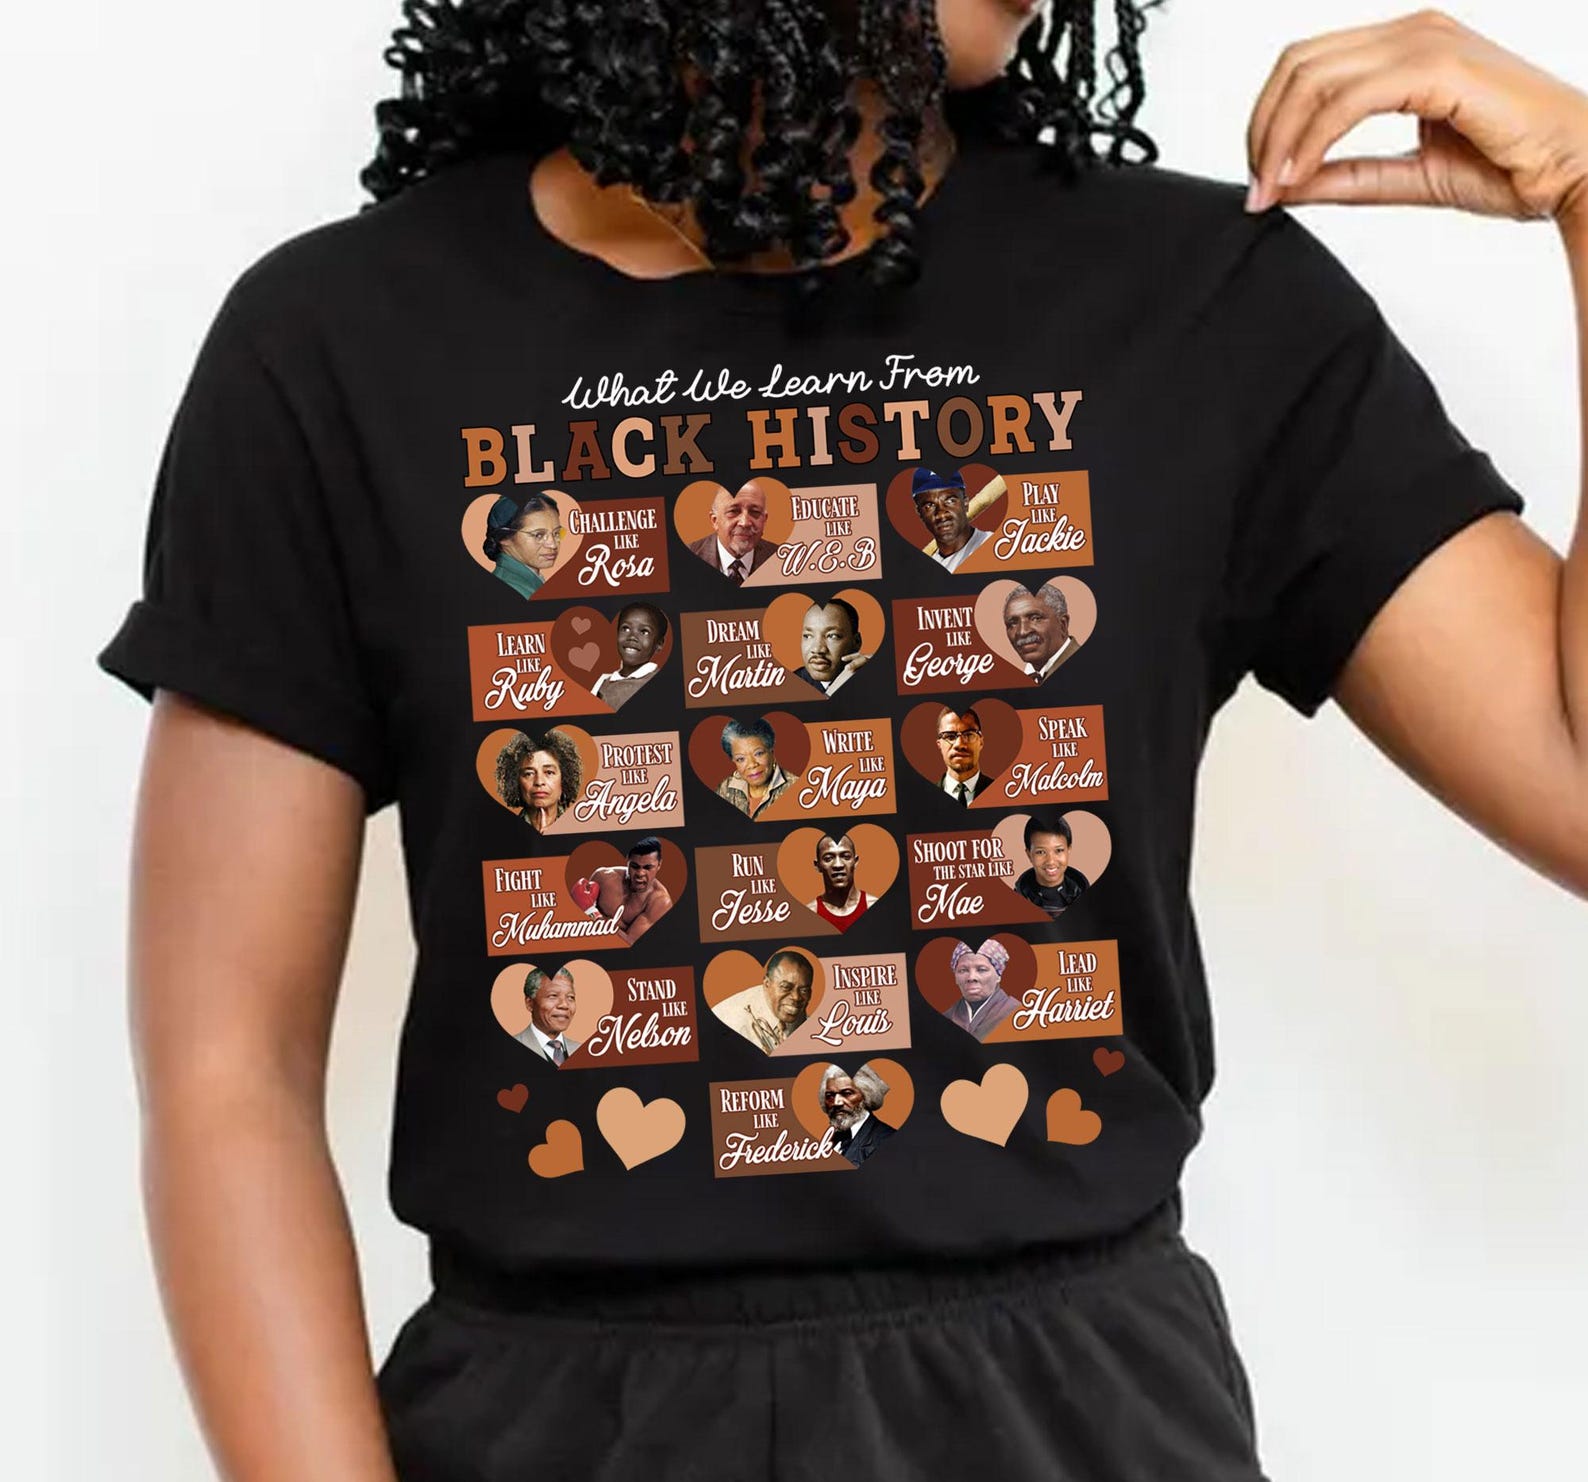 What We Learn From
BLACK HISTORY
CHALLENGE
LIKE
Rosa
EDUCATE
LIKE
W.E.B
PLAY
LIKE
Jackie
LEARN
LIKE
Ruby
DREAM
LIKE
Martin
INVENT
LIKE
George
PROTEST
LIKE
Angela
WRITE
LIKE
Maya
SPEAK
LIKE
Malcolm
FIGHT
LIKE
Muhammad
RUN
LIKE
Jesse
SHOOT FOR
THE STAR LIKE
Mae
STAND
LIKE
Nelson
INSPIRE
LIKE
Louis
LEAD
LIKE
Harriet
REFORM
LIKE
Frederick